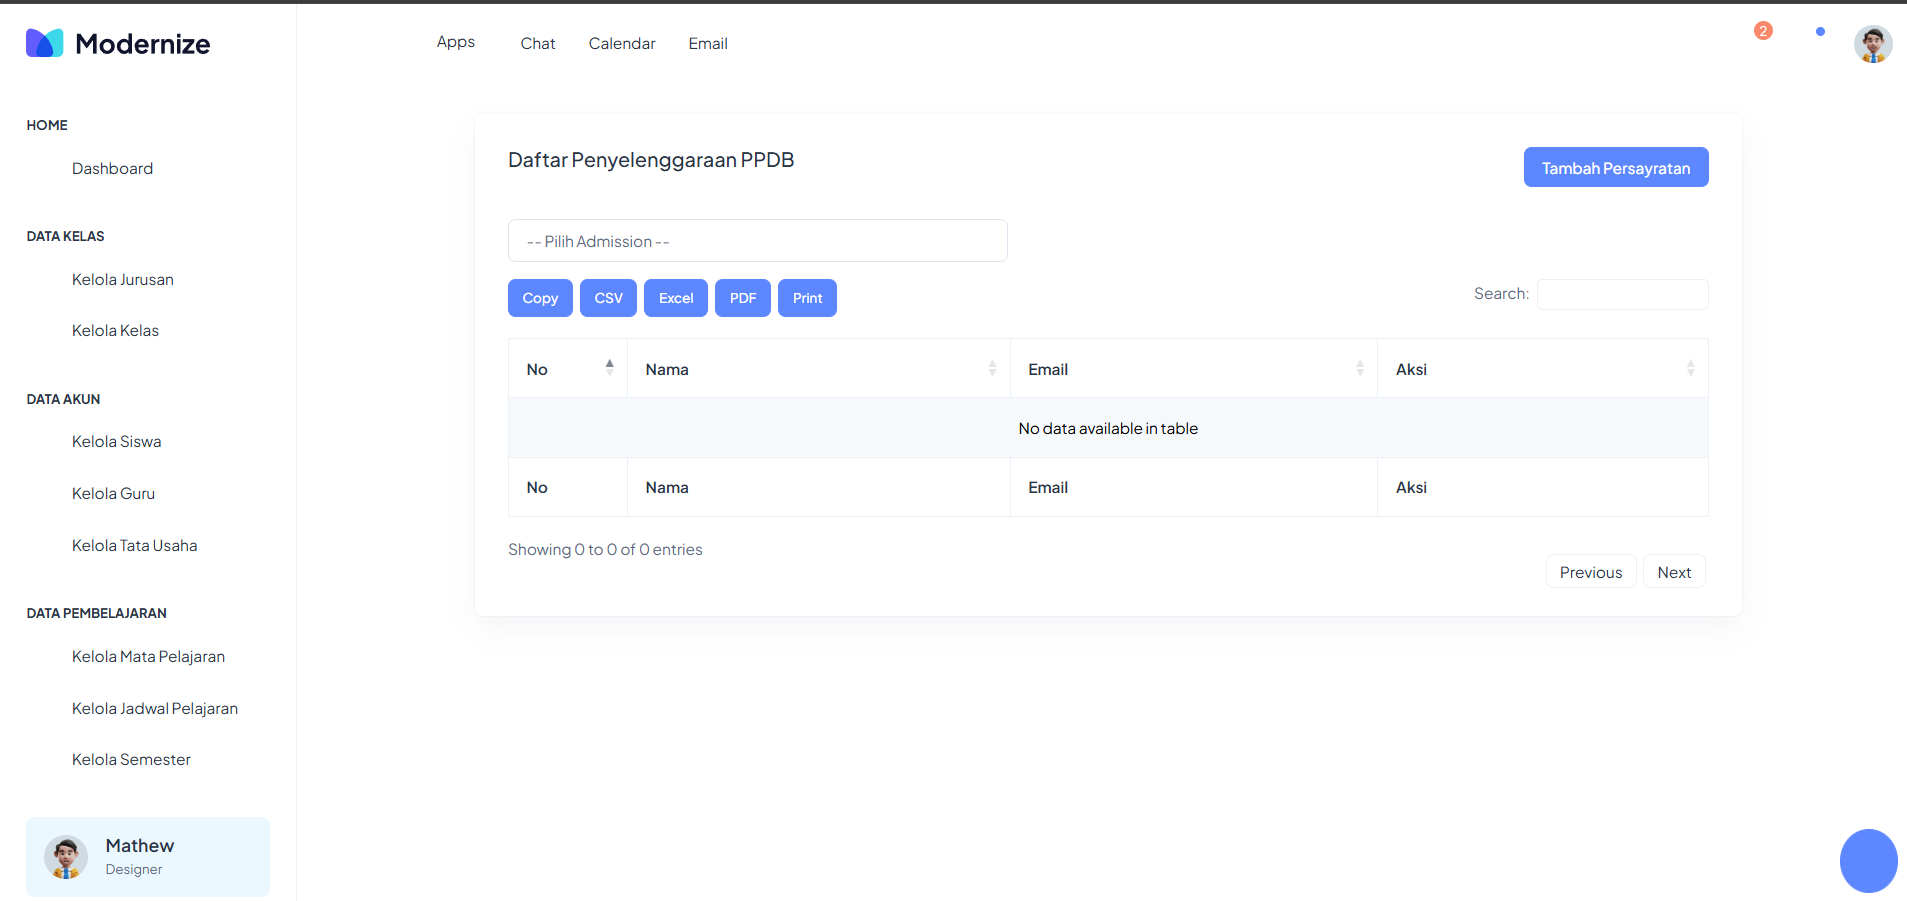 Modernize
Apps Chat Calendar Email
2
HOME
Dashboard
DATA KELAS
Kelola Jurusan
Kelola Kelas
DATA AKUN
Kelola Siswa
Kelola Guru
Kelola Tata Usaha
DATA PEMBELAJARAN
Kelola Mata Pelajaran
Kelola Jadwal Pelajaran
Kelola Semester
Mathew
Designer
Daftar Penyelenggaraan PPDB
Tambah Persayratan
-- Pilih Admission --
Copy CSV Excel PDF Print
Search:
No Nama Email Aksi
No data available in table
No Nama Email Aksi
Showing 0 to 0 of 0 entries
Previous Next